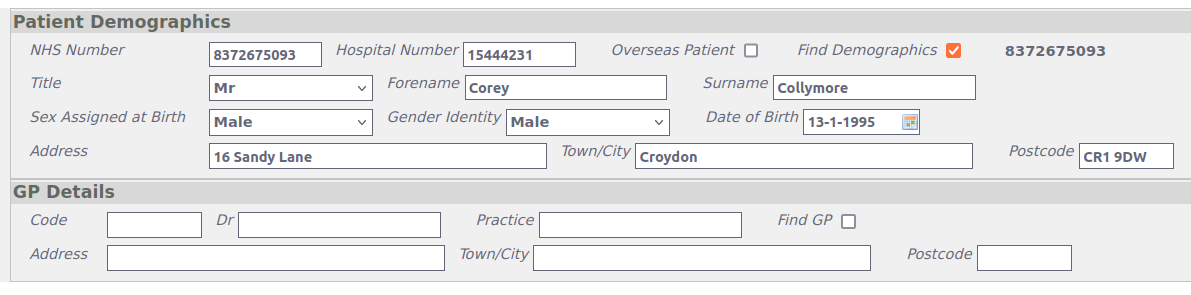 Patient Demographics
NHS Number 8372675093 Hospital Number 15444231 Overseas Patient Find Demographics 8372675093
Title Mr Forename Corey Surname Collymore
Sex Assigned at Birth Male Gender Identity Male Date of Birth 13-1-1995
Address 16 Sandy Lane Town/City Croydon Postcode CR1 9DW
GP Details
Code Dr Practice Find GP
Address Town/City Postcode